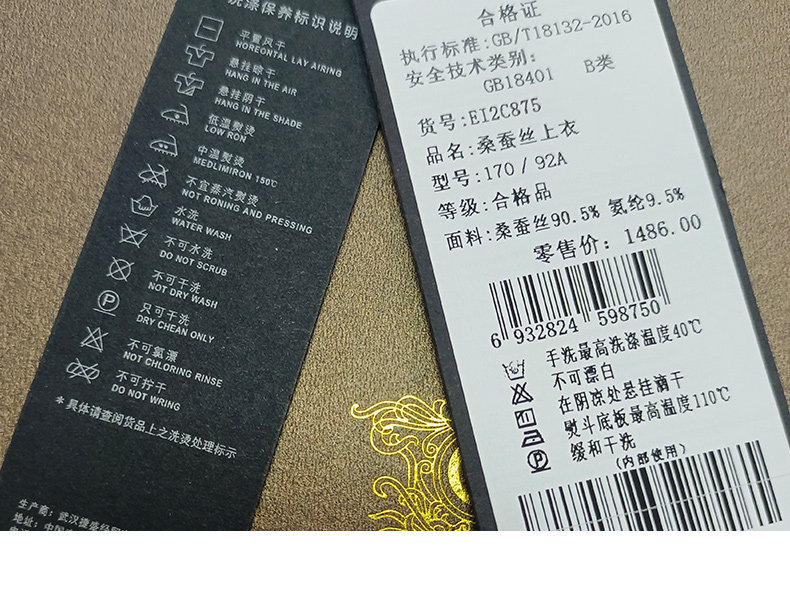 洗涤保养标识说明
平置风干
HOREONTAL LAY AIRING
悬挂晾干
HANG IN THE AIR
悬挂阴干
HANG IN THE SHADE
低温熨烫
LOW RON
中温熨烫
MEDLIMIRON 150℃
不宜蒸汽熨烫
NOT RONING AND PRESSING
水洗
WATER WASH
不可水洗
DO NOT SCRUB
不可干洗
NOT DRY WASH
只可干洗
DRY CHEAN ONLY
不可氯漂
NOT CHLORING RINSE
不可拧干
DO NOT WRING
*具体请查阅货品上之洗烫处理标示
生产商:武汉捷盛经
地址:中国
合格证
执行标准:GB/T18132-2016
安全技术类别:
GB18401 B类
货号:EI2C875
品名:桑蚕丝上衣
型号:170/92A
等级:合格品
面料:桑蚕丝90.5% 氨纶9.5%
零售价:1486.00
6 932824 598750
手洗最高洗涤温度40℃
不可漂白
在阴凉处悬挂滴干
熨斗底板最高温度110℃
缓和干洗
(内部使用)